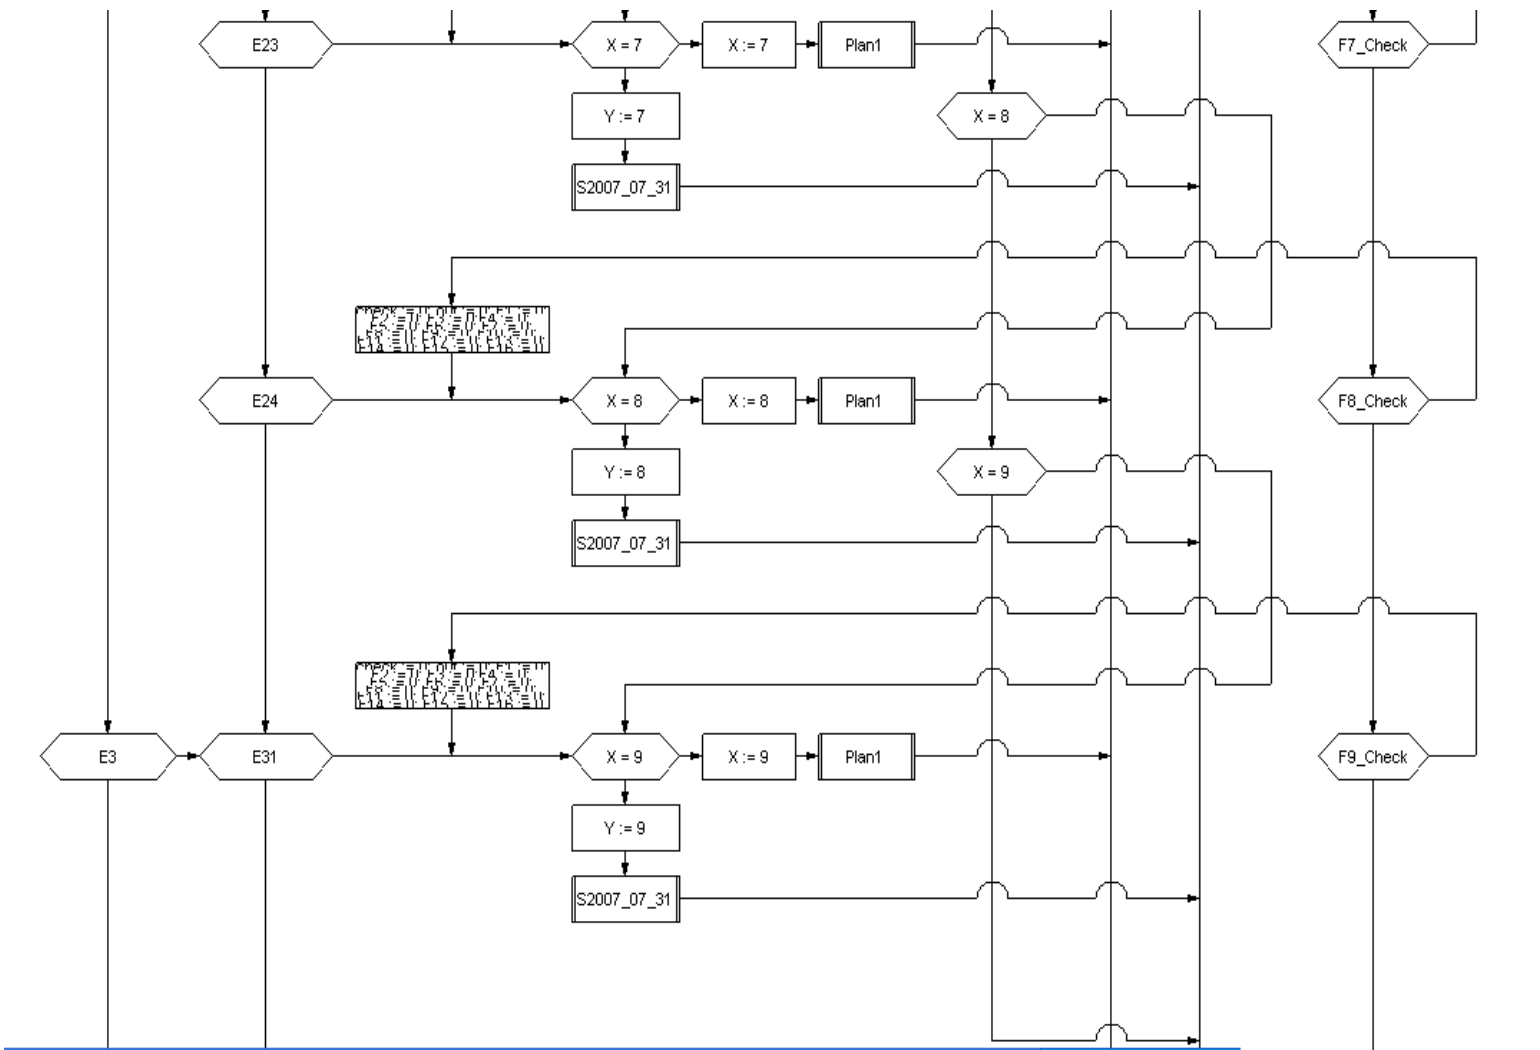 E23
X = 7
X := 7
Plan1
F7_Check
Y := 7
X = 8
S2007_07_31
E24
X = 8
X := 8
Plan1
F8_Check
Y := 8
X = 9
S2007_07_31
E3
E31
X = 9
X := 9
Plan1
F9_Check
Y := 9
S2007_07_31